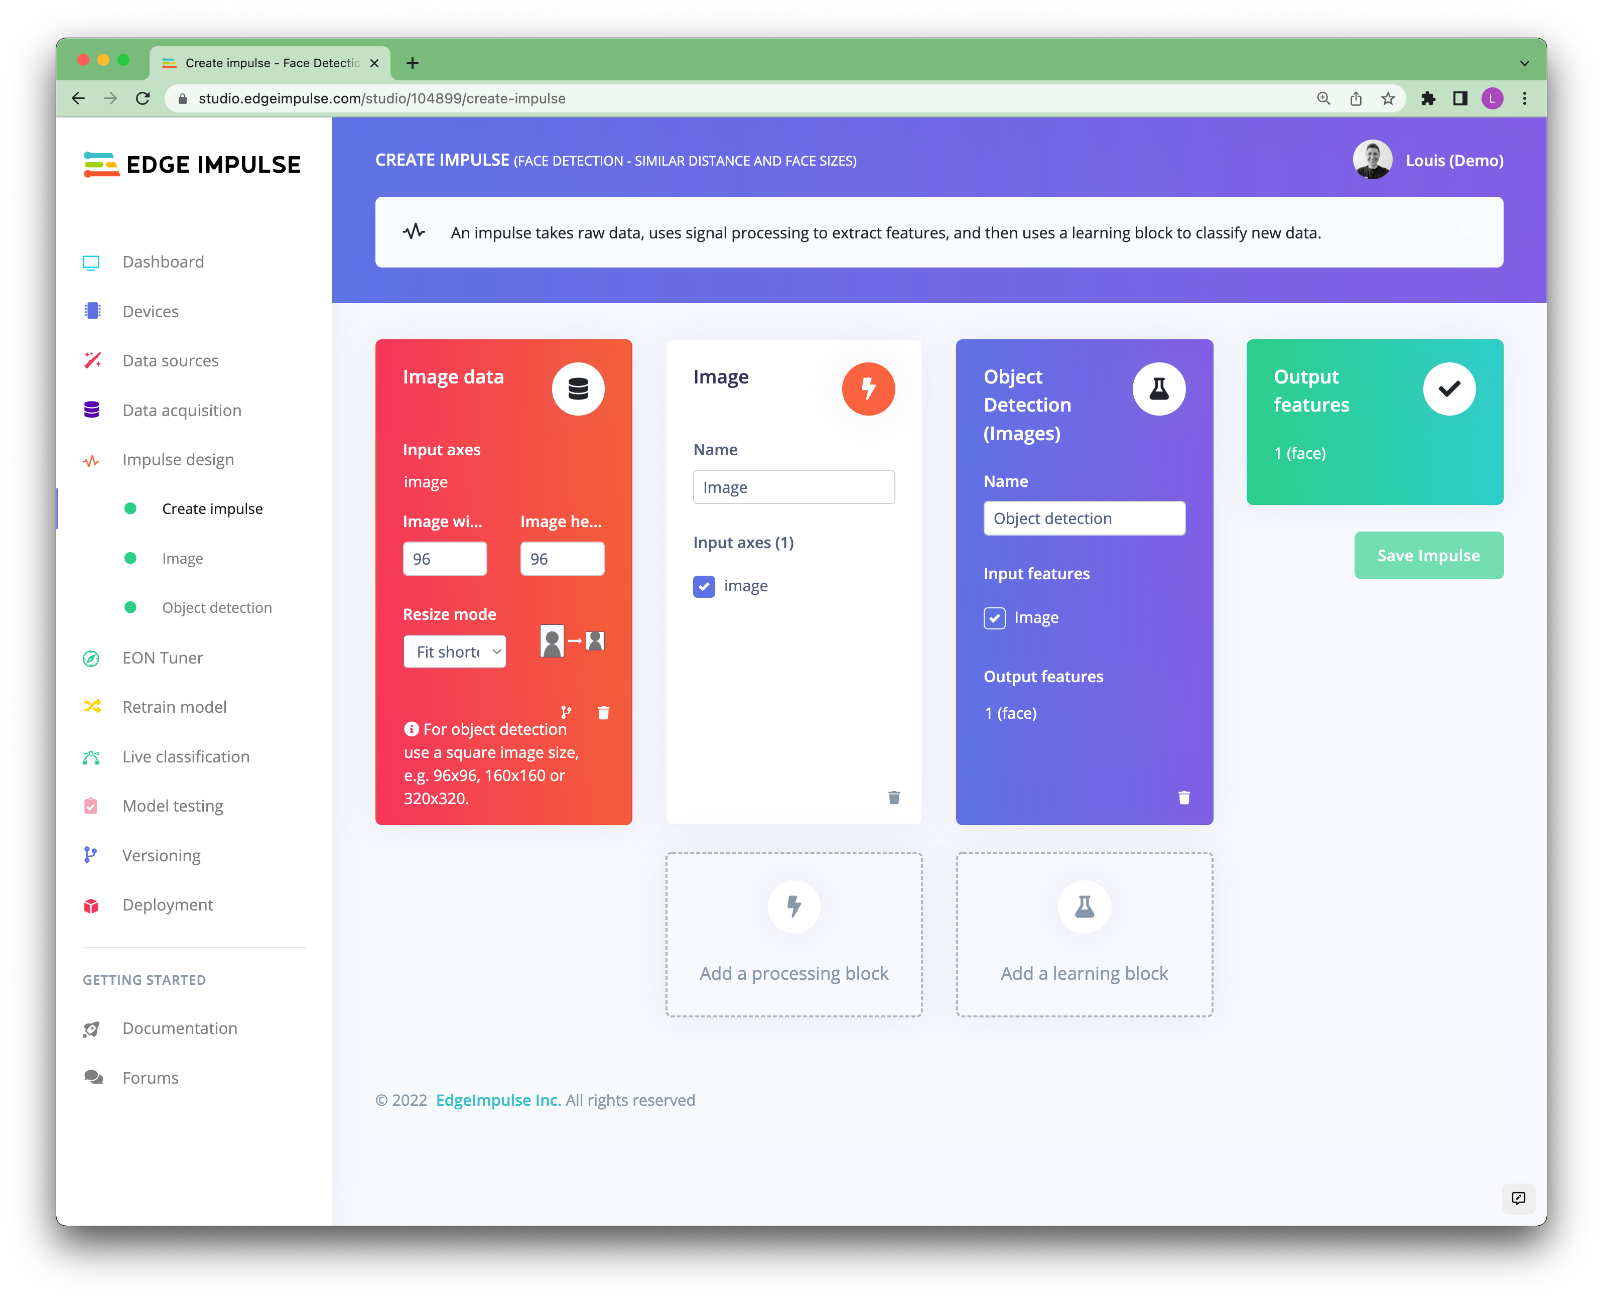 Create impulse - Face Detectio
studio.edgeimpulse.com/studio/104899/create-impulse
L
EDGE IMPULSE
CREATE IMPULSE (FACE DETECTION - SIMILAR DISTANCE AND FACE SIZES)
Louis (Demo)
An impulse takes raw data, uses signal processing to extract features, and then uses a learning block to classify new data.
Dashboard
Devices
Data sources
Data acquisition
Impulse design
Create impulse
Image
Object detection
EON Tuner
Retrain model
Live classification
Model testing
Versioning
Deployment
GETTING STARTED
Documentation
Forums
Image data
Input axes
image
Image wi... Image he...
96 96
Resize mode
Fit shorte
For object detection
use a square image size,
e.g. 96x96, 160x160 or
320x320.
Image
Name
Image
Input axes (1)
image
Object
Detection
(Images)
Name
Object detection
Input features
Image
Output features
1 (face)
Output
features
1 (face)
Save Impulse
Add a processing block
Add a learning block
© 2022 EdgeImpulse Inc. All rights reserved